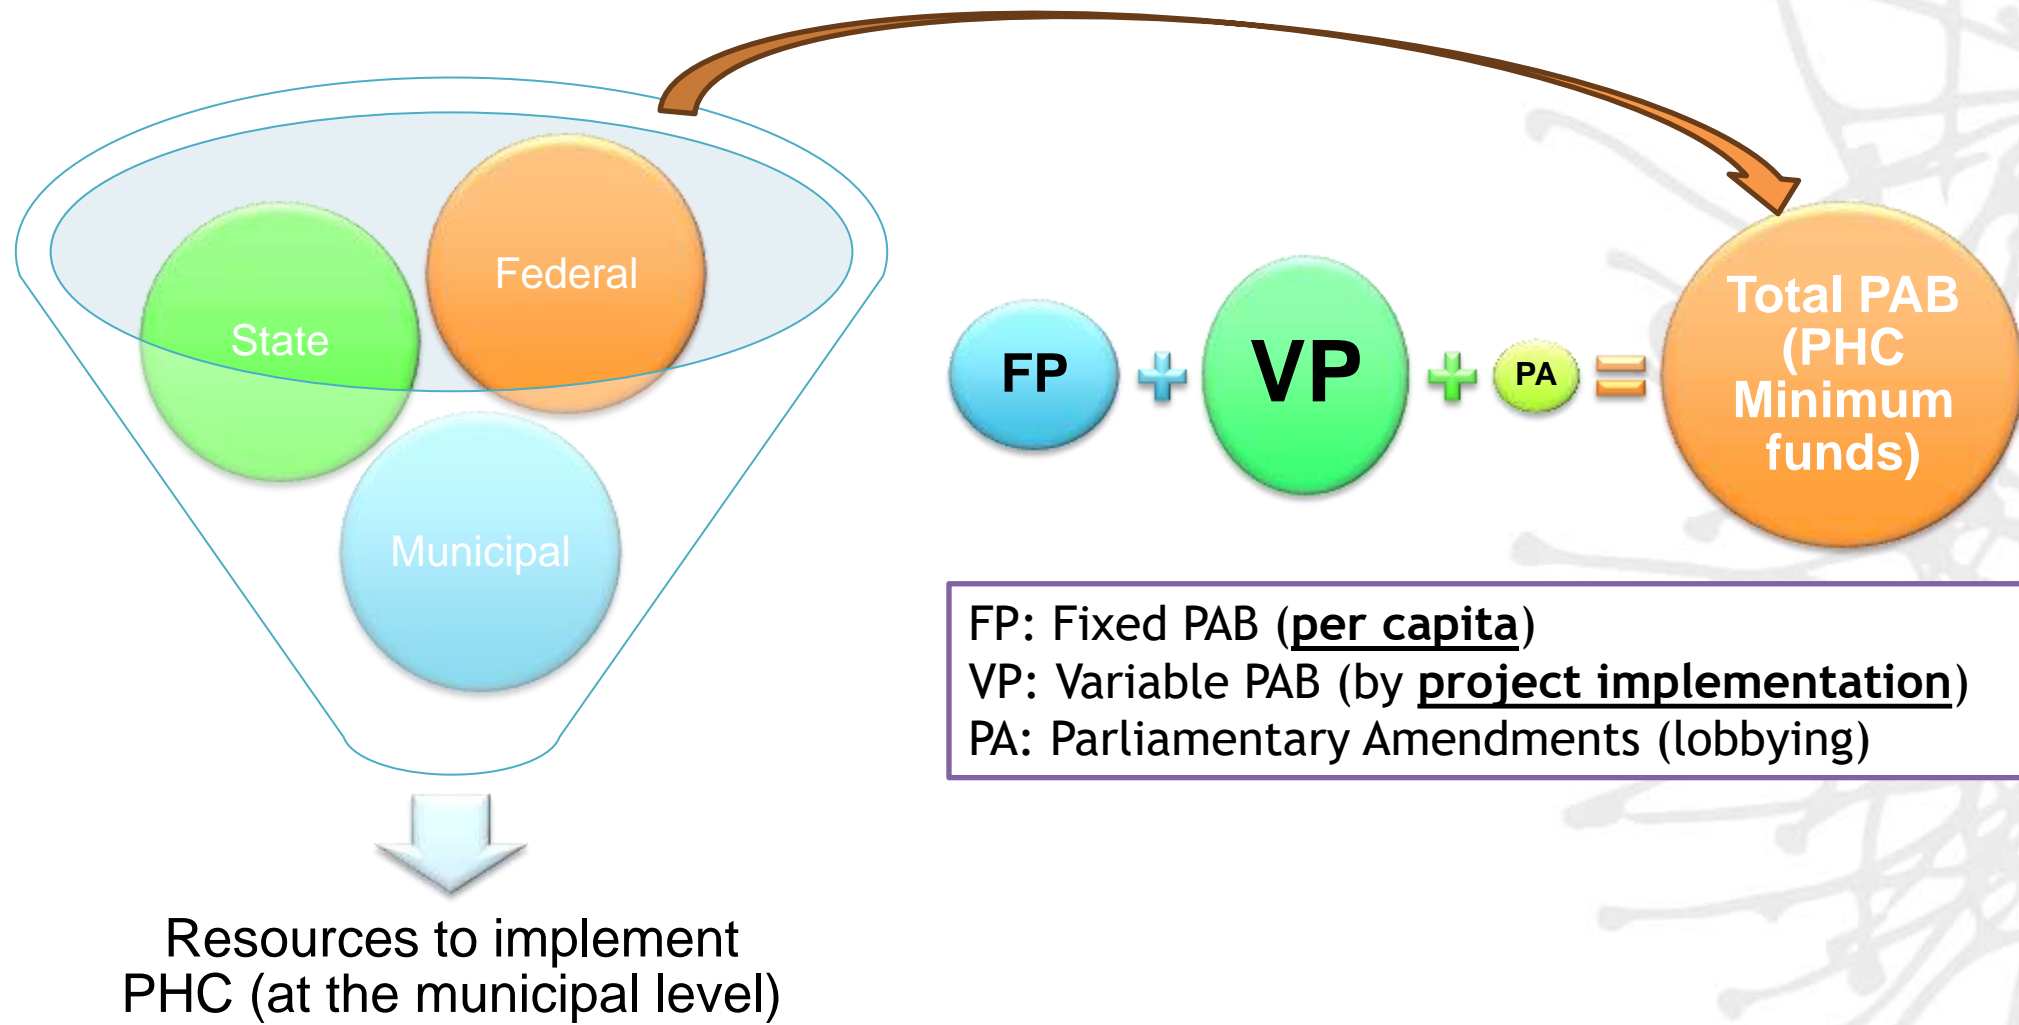 State
Federal
Municipal
Resources to implement
PHC (at the municipal level)
FP + VP + PA =
Total PAB
(PHC
Minimum
funds)
FP: Fixed PAB (per capita)
VP: Variable PAB (by project implementation)
PA: Parliamentary Amendments (lobbying)